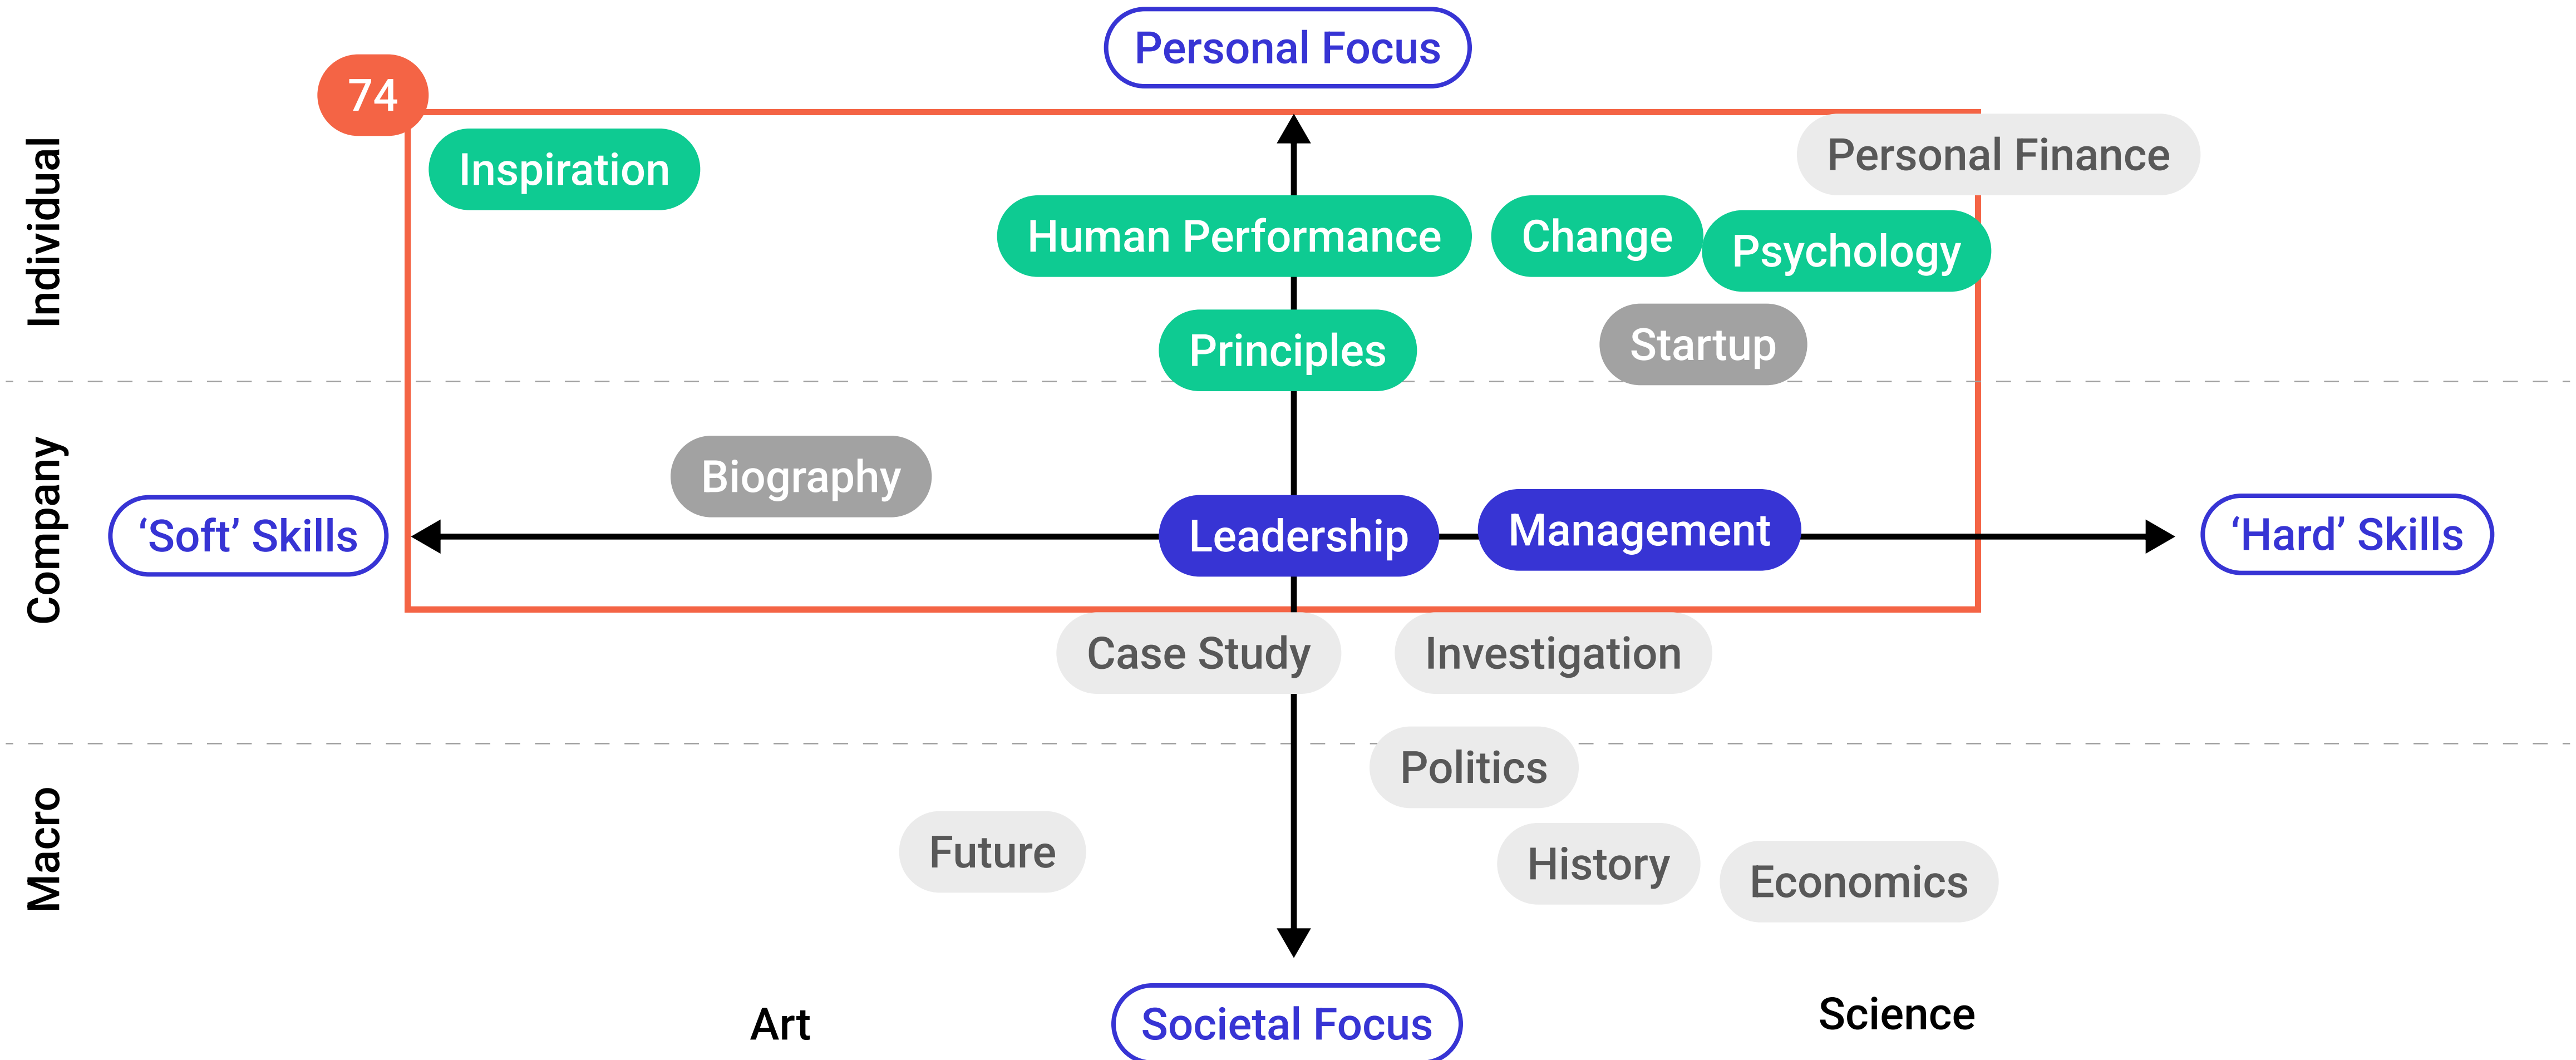 Personal Focus
74
Individual
Inspiration
Personal Finance
Human Performance
Change
Psychology
Principles
Startup
Company
Biography
‘Soft’ Skills
Leadership
Management
‘Hard’ Skills
Case Study
Investigation
Macro
Politics
Future
History
Economics
Art
Societal Focus
Science